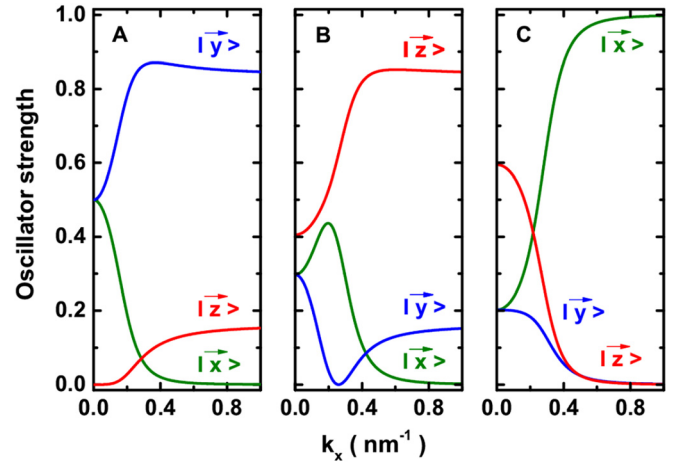 A
B
C
| y >
| z >
| x >
| z >
| x >
| y >
| x >
| y >
| z >
Oscillator strength
1.0
0.8
0.6
0.4
0.2
0.0
0.0 0.4 0.8 0.0 0.4 0.8 0.0 0.4 0.8
kₓ ( nm⁻¹ )